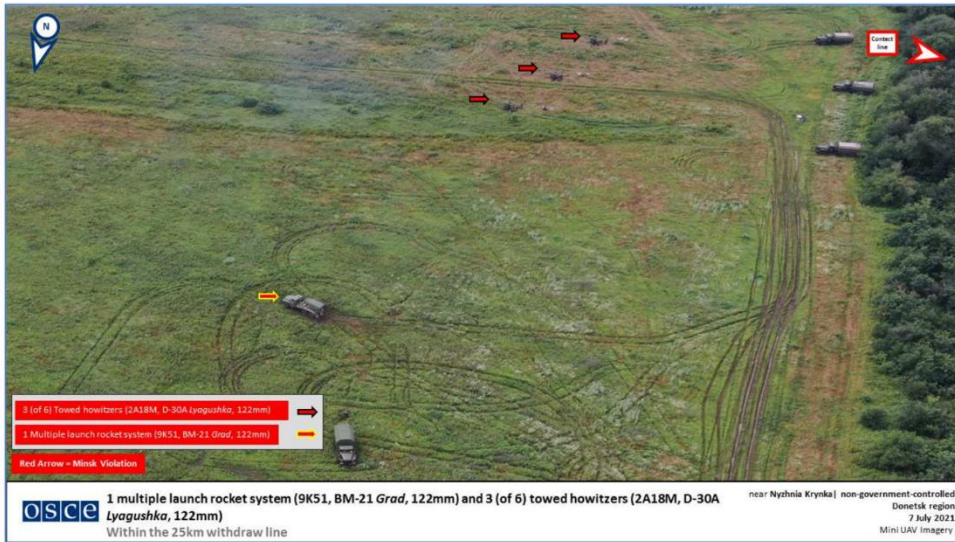 N
Contact
line
3 (of 6) Towed howitzers (2A18M, D-30A Lyagushka, 122mm)
1 Multiple launch rocket system (9K51, BM-21 Grad, 122mm)
Red Arrow = Minsk Violation
osce
1 multiple launch rocket system (9K51, BM-21 Grad, 122mm) and 3 (of 6) towed howitzers (2A18M, D-30A
Lyagushka, 122mm)
Within the 25km withdraw line
near Nyzhnia Krynka| non-government-controlled
Donetsk region
7 July 2021
Mini UAV Imagery